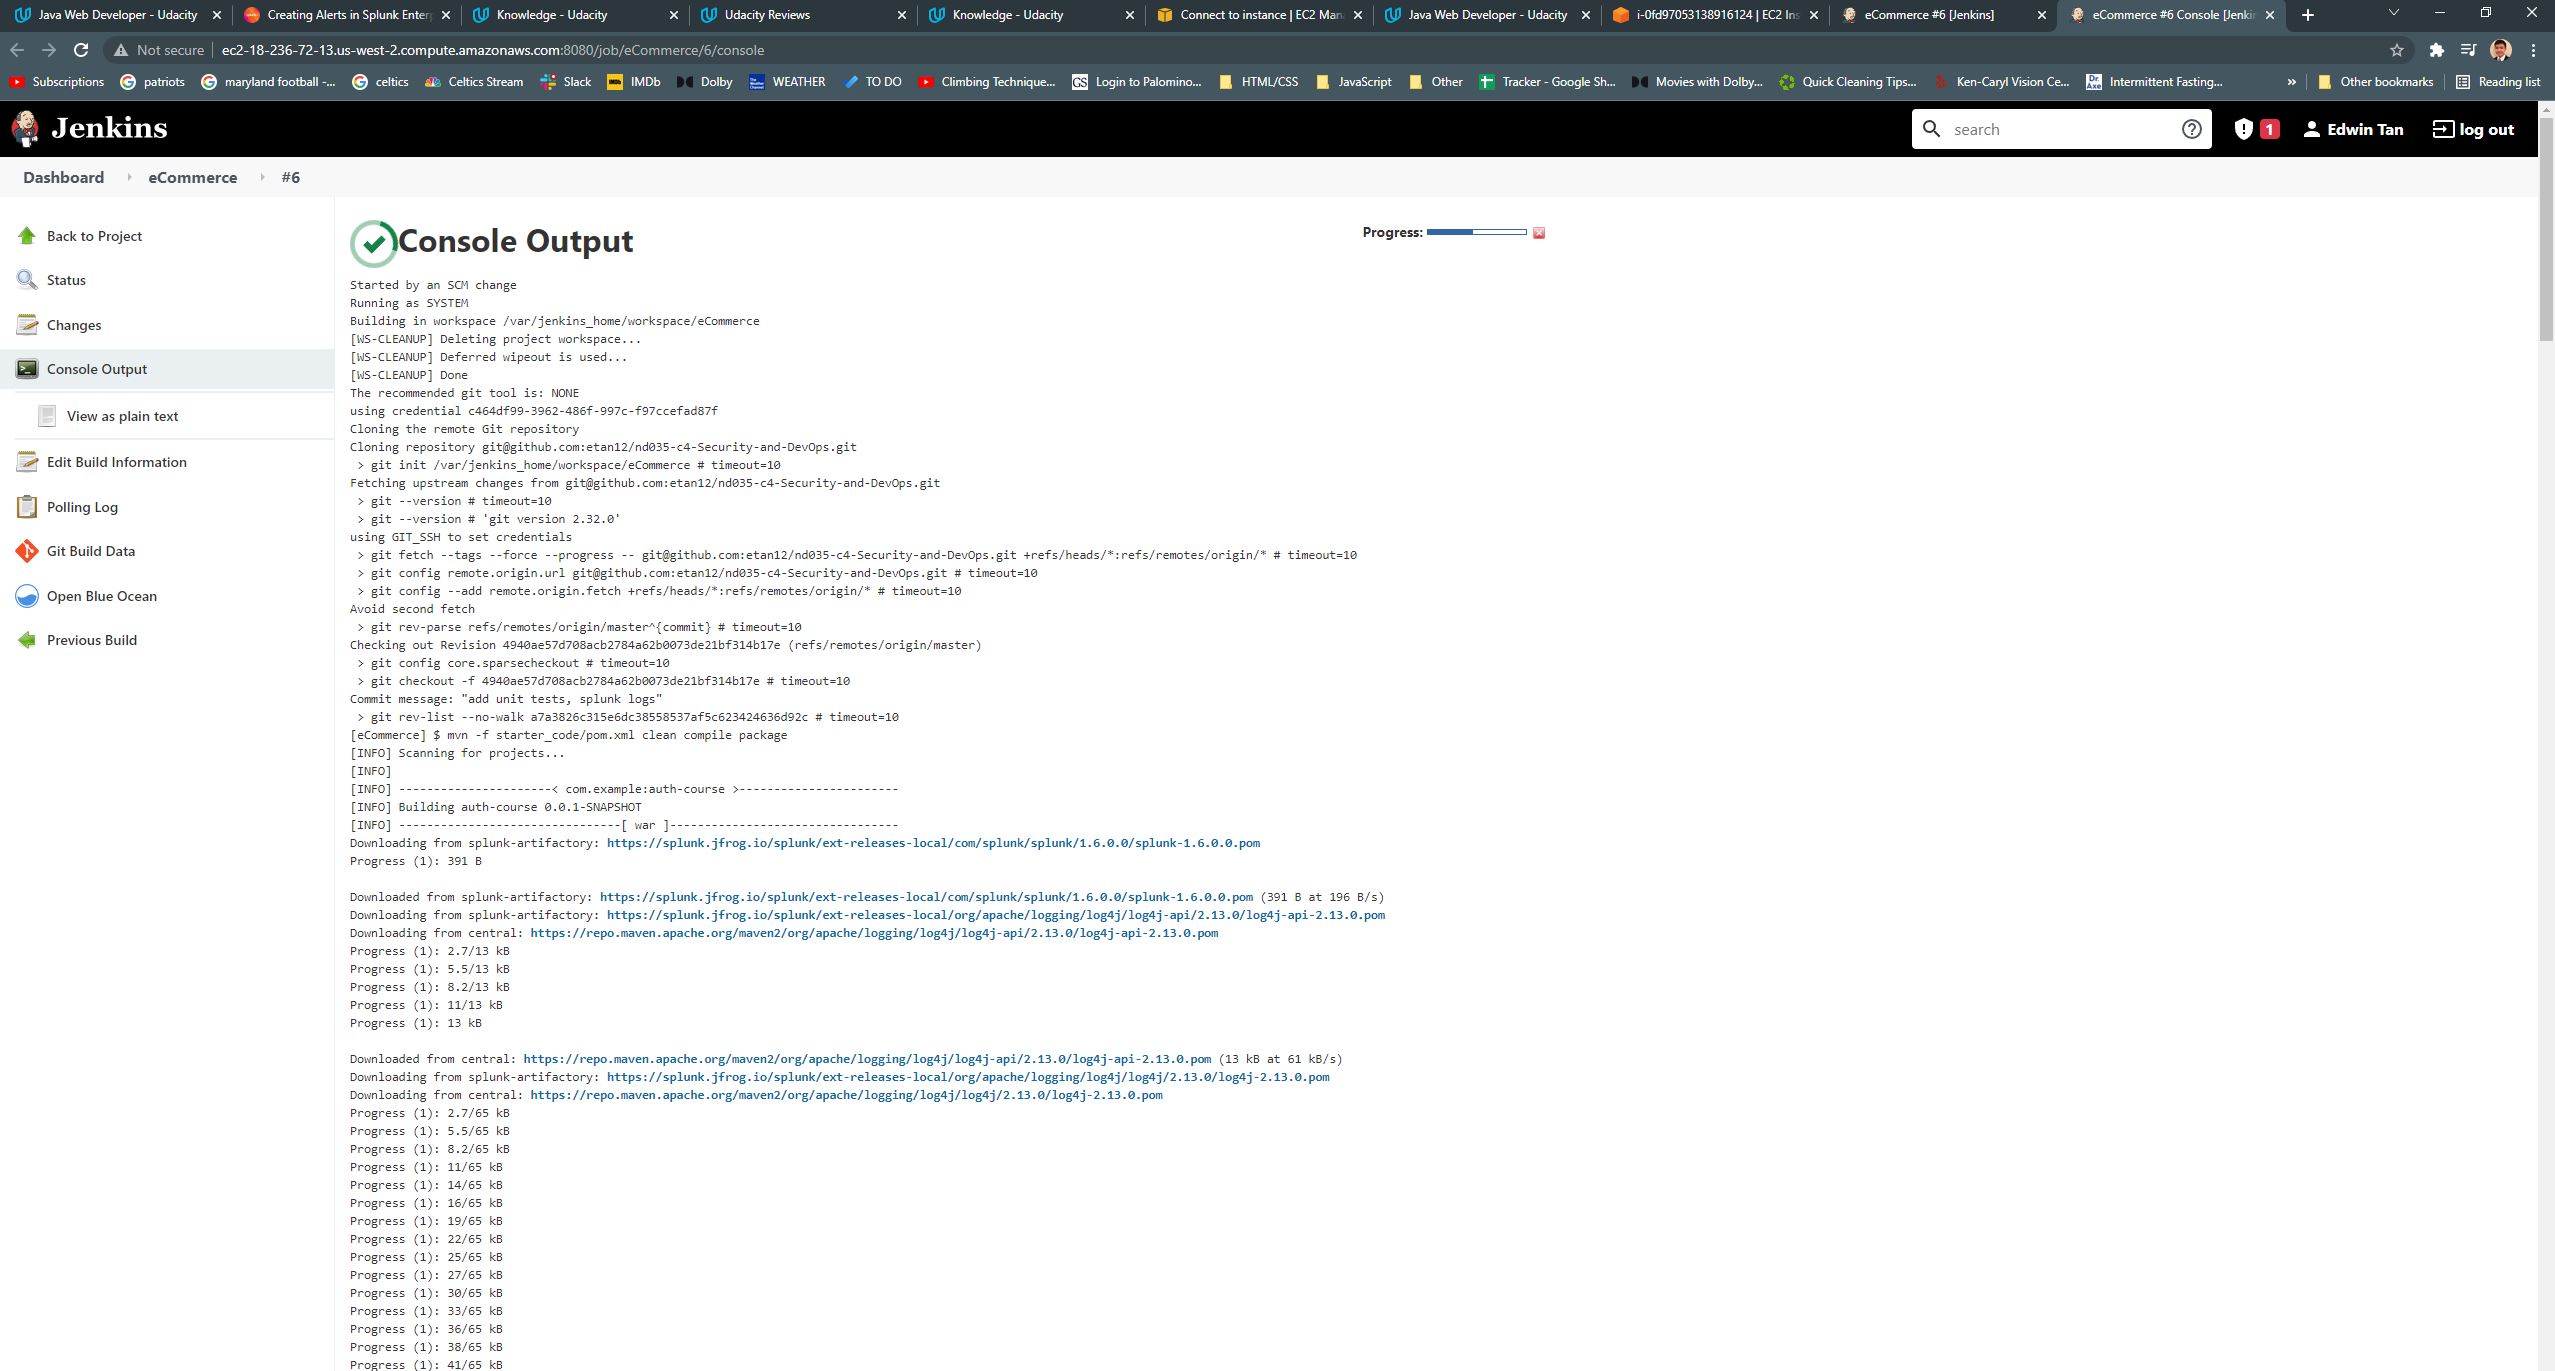 Java Web Developer - Udacity
Creating Alerts in Splunk Enterp
Knowledge - Udacity
Udacity Reviews
Knowledge - Udacity
Connect to instance | EC2 Man
Java Web Developer - Udacity
i-0fd97053138916124 | EC2 Ins
eCommerce #6 [Jenkins]
eCommerce #6 Console [Jenkin
Not secure | ec2-18-236-72-13.us-west-2.compute.amazonaws.com:8080/job/eCommerce/6/console
Subscriptions
patriots
maryland football -...
celtics
Celtics Stream
Slack
IMDb
Dolby
WEATHER
TO DO
Climbing Technique...
Login to Palomino...
HTML/CSS
JavaScript
Other
Tracker - Google Sh...
Movies with Dolby...
Quick Cleaning Tips...
Ken-Caryl Vision Ce...
Intermittent Fasting...
»
Other bookmarks
Reading list
Jenkins
search
1
Edwin Tan
log out
Dashboard
eCommerce
#6
Back to Project
Status
Changes
Console Output
View as plain text
Edit Build Information
Polling Log
Git Build Data
Open Blue Ocean
Previous Build
Console Output
Progress:
Started by an SCM change
Running as SYSTEM
Building in workspace /var/jenkins_home/workspace/eCommerce
[WS-CLEANUP] Deleting project workspace...
[WS-CLEANUP] Deferred wipeout is used...
[WS-CLEANUP] Done
The recommended git tool is: NONE
using credential c464df99-3962-486f-997c-f97ccefad87f
Cloning the remote Git repository
Cloning repository git@github.com:etan12/nd035-c4-Security-and-DevOps.git
> git init /var/jenkins_home/workspace/eCommerce # timeout=10
Fetching upstream changes from git@github.com:etan12/nd035-c4-Security-and-DevOps.git
> git --version # timeout=10
> git --version # 'git version 2.32.0'
using GIT_SSH to set credentials
> git fetch --tags --force --progress -- git@github.com:etan12/nd035-c4-Security-and-DevOps.git +refs/heads/*:refs/remotes/origin/* # timeout=10
> git config remote.origin.url git@github.com:etan12/nd035-c4-Security-and-DevOps.git # timeout=10
> git config --add remote.origin.fetch +refs/heads/*:refs/remotes/origin/* # timeout=10
Avoid second fetch
> git rev-parse refs/remotes/origin/master^{commit} # timeout=10
Checking out Revision 4940ae57d708acb2784a62b0073de21bf314b17e (refs/remotes/origin/master)
> git config core.sparsecheckout # timeout=10
> git checkout -f 4940ae57d708acb2784a62b0073de21bf314b17e # timeout=10
Commit message: "add unit tests, splunk logs"
> git rev-list --no-walk a7a3826c315e6dc38558537af5c623424636d92c # timeout=10
[eCommerce] $ mvn -f starter_code/pom.xml clean compile package
[INFO] Scanning for projects...
[INFO]
[INFO] ----------------------< com.example:auth-course >-----------------------
[INFO] Building auth-course 0.0.1-SNAPSHOT
[INFO] --------------------------------[ war ]---------------------------------
Downloading from splunk-artifactory: https://splunk.jfrog.io/splunk/ext-releases-local/com/splunk/splunk/1.6.0.0/splunk-1.6.0.0.pom
Progress (1): 391 B
Downloaded from splunk-artifactory: https://splunk.jfrog.io/splunk/ext-releases-local/com/splunk/splunk/1.6.0.0/splunk-1.6.0.0.pom (391 B at 196 B/s)
Downloading from splunk-artifactory: https://splunk.jfrog.io/splunk/ext-releases-local/org/apache/logging/log4j/log4j-api/2.13.0/log4j-api-2.13.0.pom
Downloading from central: https://repo.maven.apache.org/maven2/org/apache/logging/log4j/log4j-api/2.13.0/log4j-api-2.13.0.pom
Progress (1): 2.7/13 kB
Progress (1): 5.5/13 kB
Progress (1): 8.2/13 kB
Progress (1): 11/13 kB
Progress (1): 13 kB
Downloaded from central: https://repo.maven.apache.org/maven2/org/apache/logging/log4j/log4j-api/2.13.0/log4j-api-2.13.0.pom (13 kB at 61 kB/s)
Downloading from splunk-artifactory: https://splunk.jfrog.io/splunk/ext-releases-local/org/apache/logging/log4j/log4j/2.13.0/log4j-2.13.0.pom
Downloading from central: https://repo.maven.apache.org/maven2/org/apache/logging/log4j/log4j/2.13.0/log4j-2.13.0.pom
Progress (1): 2.7/65 kB
Progress (1): 5.5/65 kB
Progress (1): 8.2/65 kB
Progress (1): 11/65 kB
Progress (1): 14/65 kB
Progress (1): 16/65 kB
Progress (1): 19/65 kB
Progress (1): 22/65 kB
Progress (1): 25/65 kB
Progress (1): 27/65 kB
Progress (1): 30/65 kB
Progress (1): 33/65 kB
Progress (1): 36/65 kB
Progress (1): 38/65 kB
Progress (1): 41/65 kB